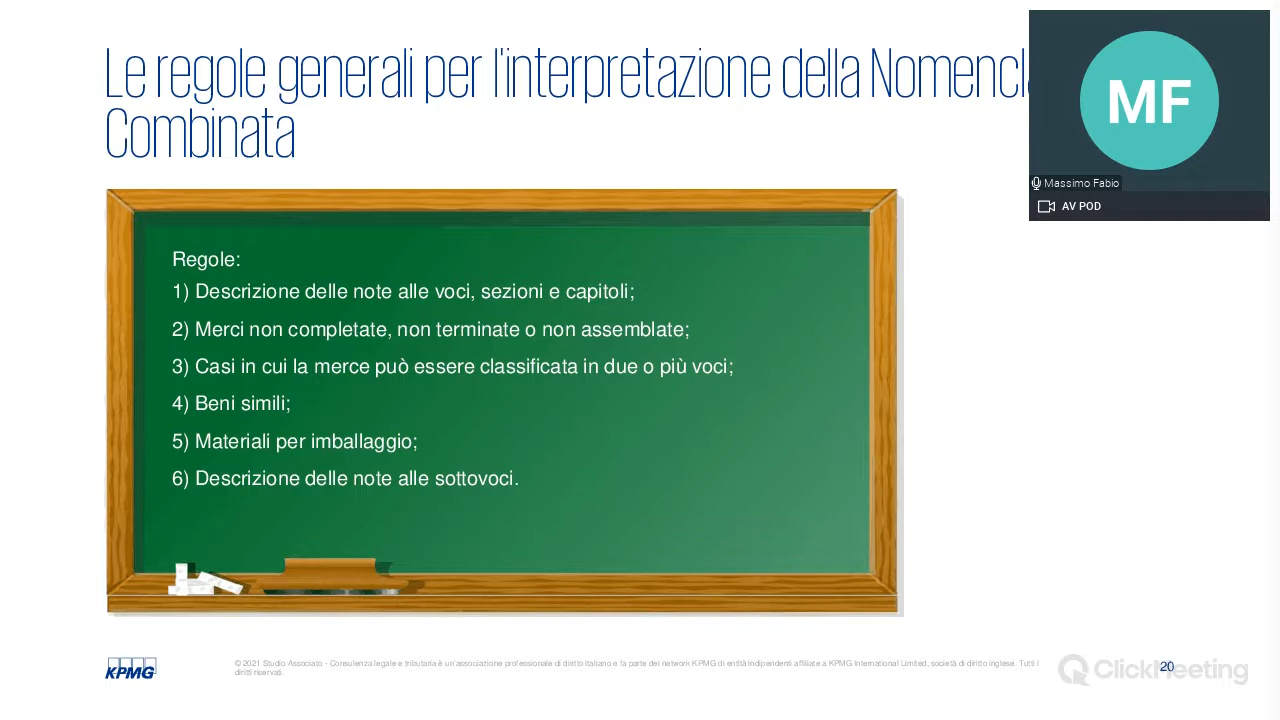 Le regole generali per l'interpretazione della
Combinata
MF
Massimo Fabio
AV POD
Regole:
1) Descrizione delle note alle voci, sezioni e capitoli;
2) Merci non completate, non terminate o non assemblate;
3) Casi in cui la merce può essere classificata in due o più voci;
4) Beni simili;
5) Materiali per imballaggio;
6) Descrizione delle note alle sottovoci.
KPMG
© 2021 Studio Associato - Consulenza legale e tributaria è un'associazione professionale di diritto italiano e fa parte del network KPMG di entità indipendenti affiliate a KPMG International Limited, società di diritto inglese. Tutti i
diritti riservati.
20
ClickMeeting